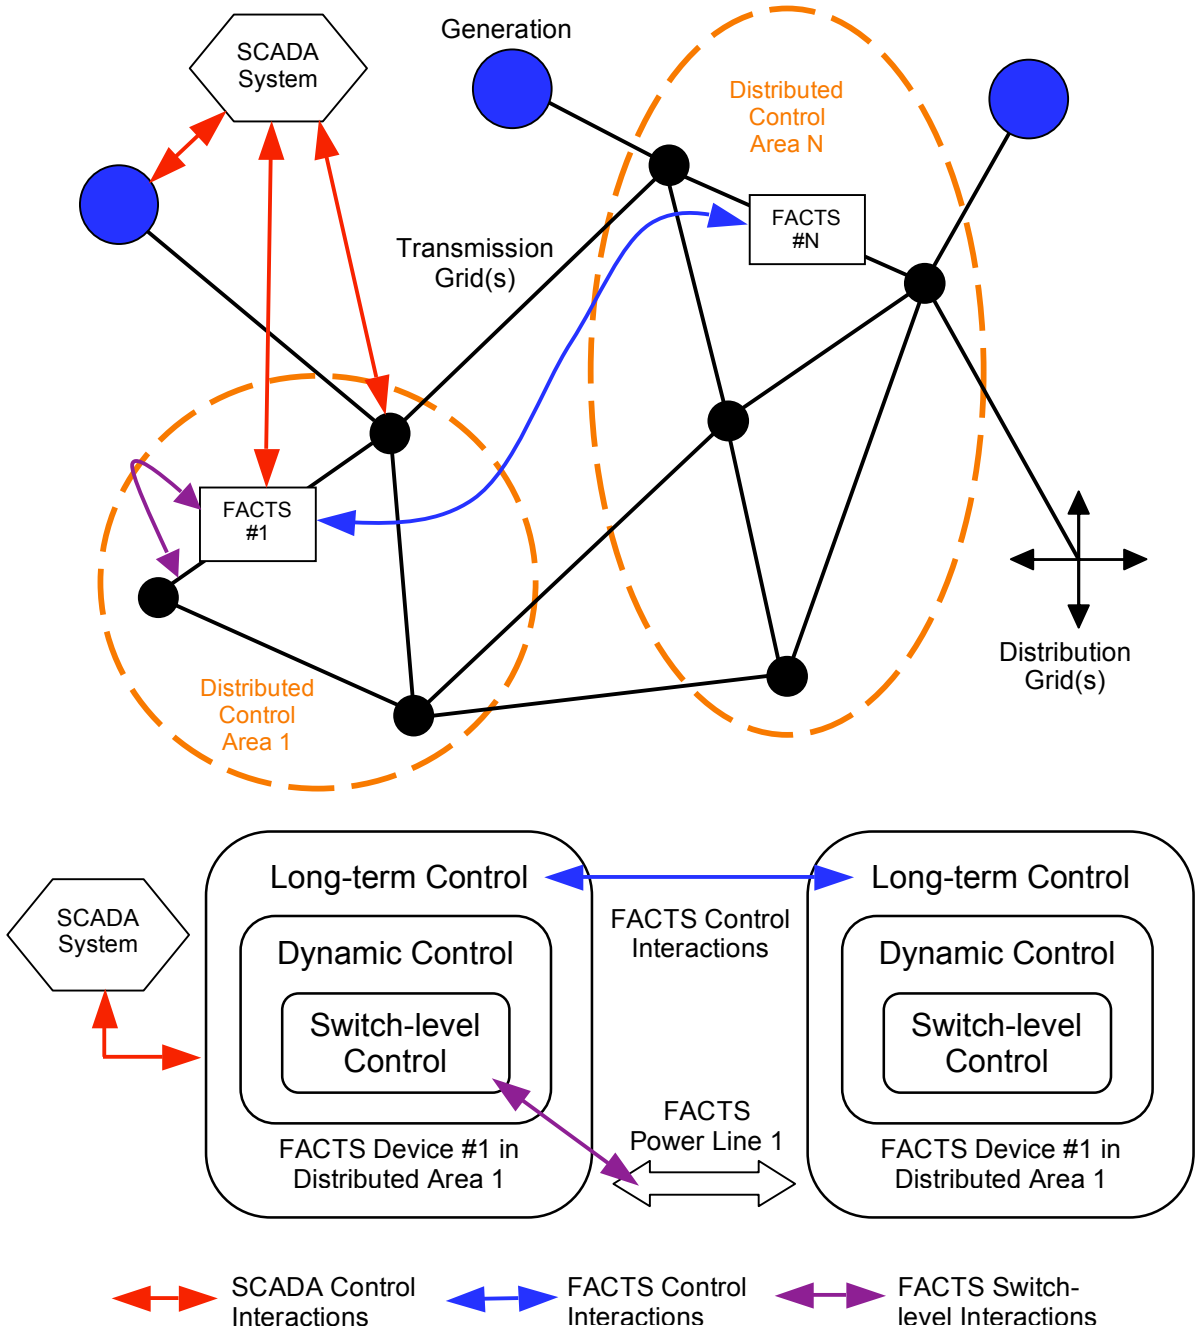 SCADA
System
Generation
Distributed
Control
Area N
FACTS
#N
Transmission
Grid(s)
FACTS
#1
Distributed
Control
Area 1
Distribution
Grid(s)
SCADA
System
Long-term Control
Dynamic Control
Switch-level
Control
FACTS Device #1 in
Distributed Area 1
FACTS Control
Interactions
FACTS
Power Line 1
Long-term Control
Dynamic Control
Switch-level
Control
FACTS Device #1 in
Distributed Area 1
SCADA Control
Interactions
FACTS Control
Interactions
FACTS Switch-
level Interactions